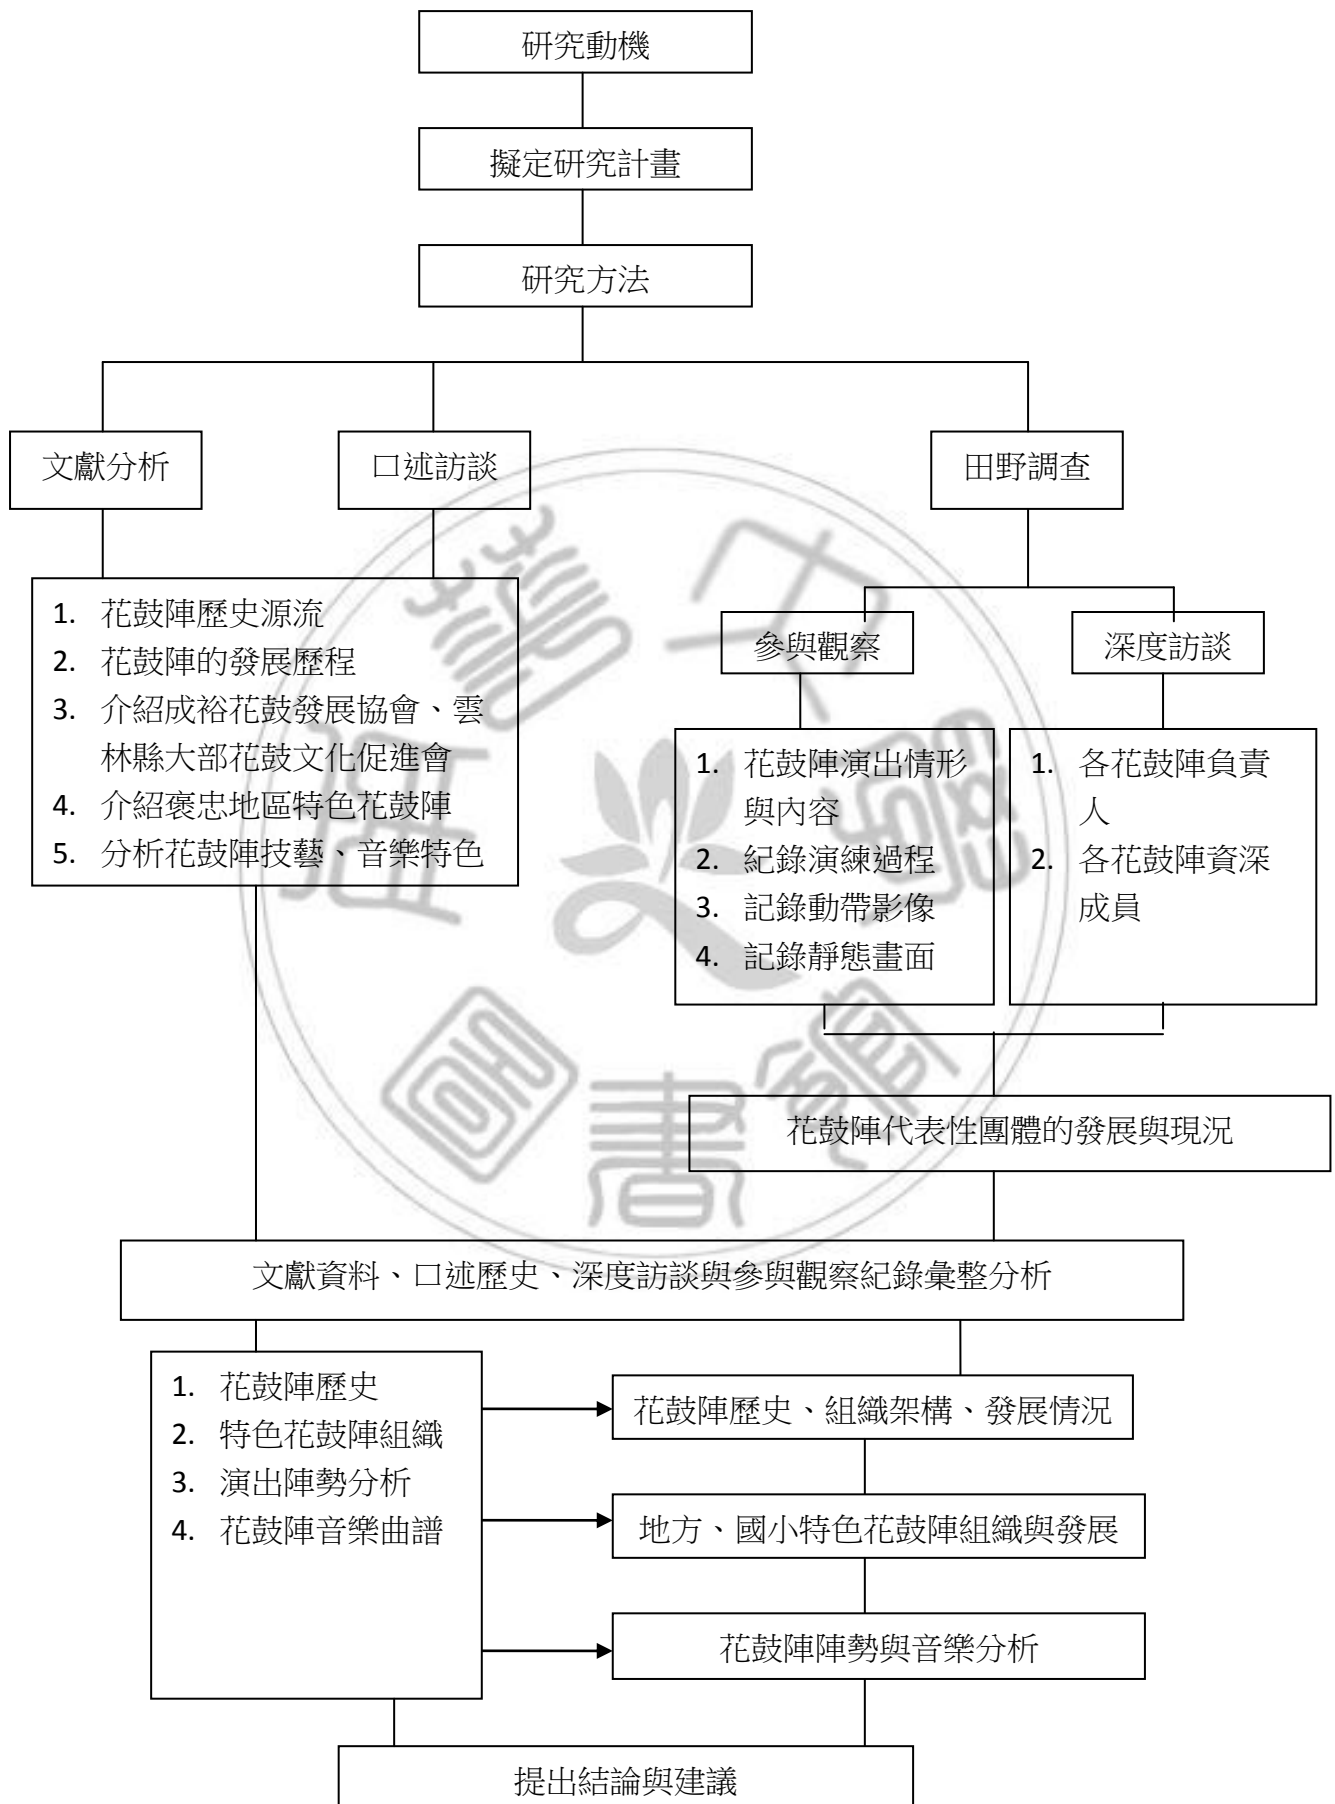 研究動機
擬定研究計畫
研究方法
文獻分析
口述訪談
田野調查
1. 花鼓陣歷史源流
2. 花鼓陣的發展歷程
3. 介紹成裕花鼓發展協會、雲
林縣大部花鼓文化促進會
4. 介紹褒忠地區特色花鼓陣
5. 分析花鼓陣技藝、音樂特色
參與觀察
深度訪談
1. 花鼓陣演出情形
與內容
2. 紀錄演練過程
3. 記錄動帶影像
4. 記錄靜態畫面
1. 各花鼓陣負責
人
2. 各花鼓陣資深
成員
花鼓陣代表性團體的發展與現況
文獻資料、口述歷史、深度訪談與參與觀察紀錄彙整分析
1. 花鼓陣歷史
2. 特色花鼓陣組織
3. 演出陣勢分析
4. 花鼓陣音樂曲譜
花鼓陣歷史、組織架構、發展情況
地方、國小特色花鼓陣組織與發展
花鼓陣陣勢與音樂分析
提出結論與建議